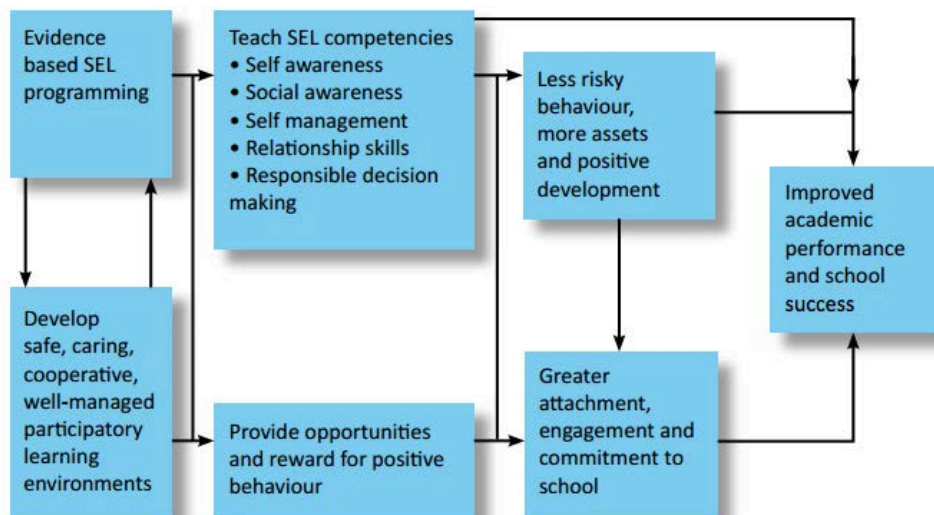 Evidence
based SEL
programming
Teach SEL competencies
• Self awareness
• Social awareness
• Self management
• Relationship skills
• Responsible decision
making
Less risky
behaviour,
more assets
and positive
development
Improved
academic
performance
and school
success
Develop
safe, caring,
cooperative,
well-managed
participatory
learning
environments
Provide opportunities
and reward for positive
behaviour
Greater
attachment,
engagement and
commitment to
school